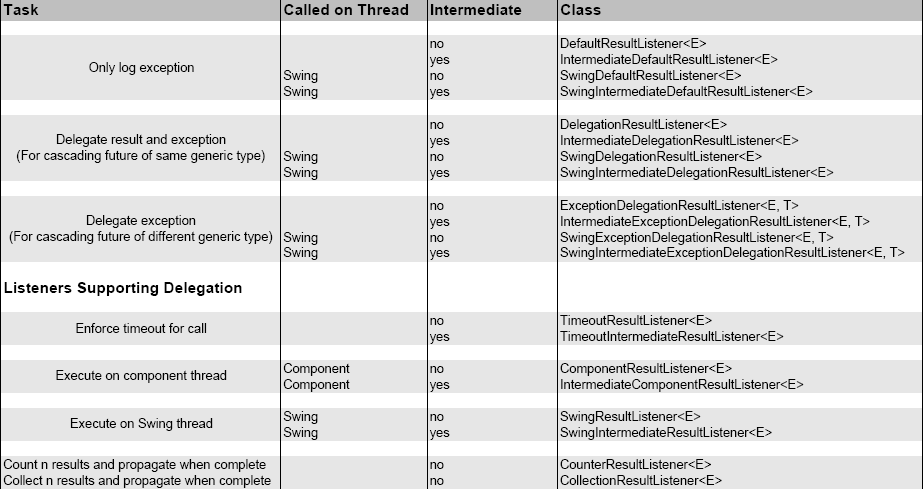 Task Called on Thread Intermediate Class
no DefaultResultListener<E>
yes IntermediateDefaultResultListener<E>
Only log exception
Swing no SwingDefaultResultListener<E>
Swing yes SwingIntermediateDefaultResultListener<E>
no DelegationResultListener<E>
Delegate result and exception yes IntermediateDelegationResultListener<E>
(For cascading future of same generic type) Swing no SwingDelegationResultListener<E>
Swing yes SwingIntermediateDelegationResultListener<E>
no ExceptionDelegationResultListener<E, T>
Delegate exception yes IntermediateExceptionDelegationResultListener<E, T>
(For cascading future of different generic type) Swing no SwingExceptionDelegationResultListener<E, T>
Swing yes SwingIntermediateExceptionDelegationResultListener<E, T>
Listeners Supporting Delegation
no TimeoutResultListener<E>
Enforce timeout for call
yes TimeoutIntermediateResultListener<E>
Component no ComponentResultListener<E>
Execute on component thread
Component yes IntermediateComponentResultListener<E>
Swing no SwingResultListener<E>
Execute on Swing thread
Swing yes SwingIntermediateResultListener<E>
Count n results and propagate when complete no CounterResultListener<E>
Collect n results and propagate when complete no CollectionResultListener<E>